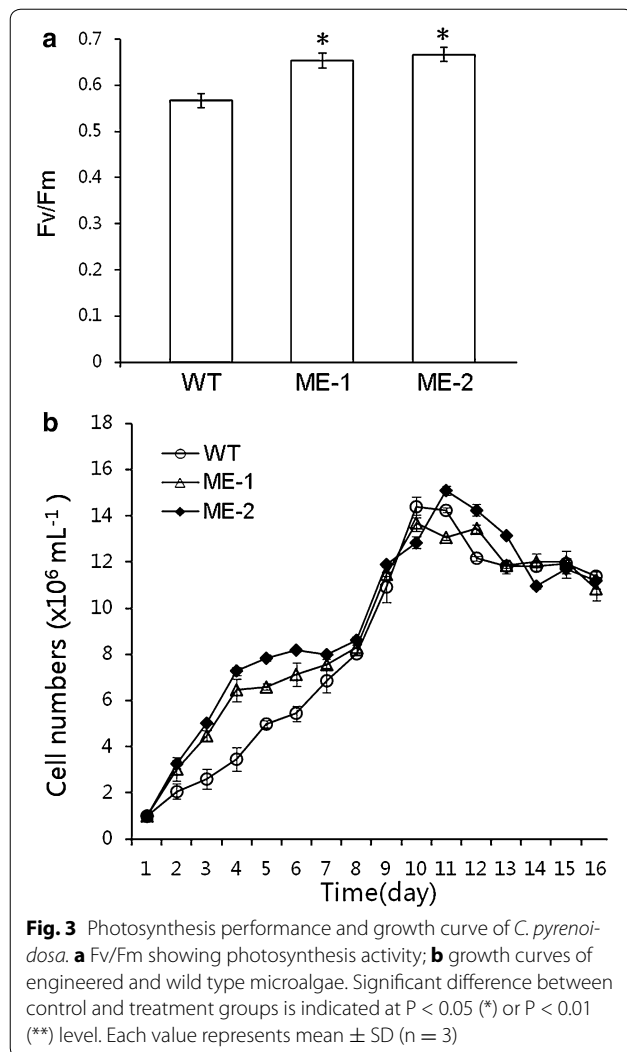 a
0.7
0.6
0.5
0.4
0.3
0.2
0.1
0
Fv/Fm
*
*
WT
ME-1
ME-2
b
18
16
14
12
10
8
6
4
2
0
Cell numbers (x10⁶ mL⁻¹)
WT
ME-1
ME-2
1 2 3 4 5 6 7 8 9 10 11 12 13 14 15 16
Time(day)
Fig. 3 Photosynthesis performance and growth curve of C. pyrenoi-
dosa. a Fv/Fm showing photosynthesis activity; b growth curves of
engineered and wild type microalgae. Significant difference between
control and treatment groups is indicated at P < 0.05 (*) or P < 0.01
(**) level. Each value represents mean ± SD (n = 3)